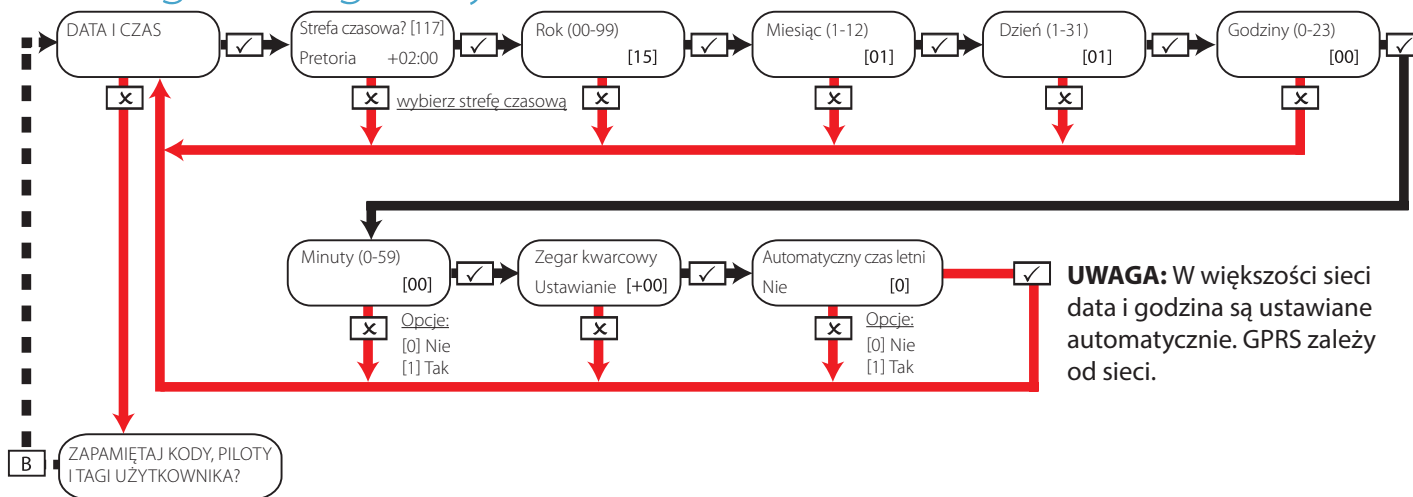 DATA I CZAS
Strefa czasowa? [117]
Pretoria +02:00
Rok (00-99)
[15]
Miesiąc (1-12)
[01]
Dzień (1-31)
[01]
Godziny (0-23)
[00]
wybierz strefę czasową
Minuty (0-59)
[00]
Opcje:
[0] Nie
[1] Tak
Zegar kwarcowy
Ustawianie [+00]
Automatyczny czas letni
Nie [0]
Opcje:
[0] Nie
[1] Tak
UWAGA: W większości sieci
data i godzina są ustawiane
automatycznie. GPRS zależy
od sieci.
B
ZAPAMIĘTAJ KODY, PILOTY
I TAGI UŻYTKOWNIKA?